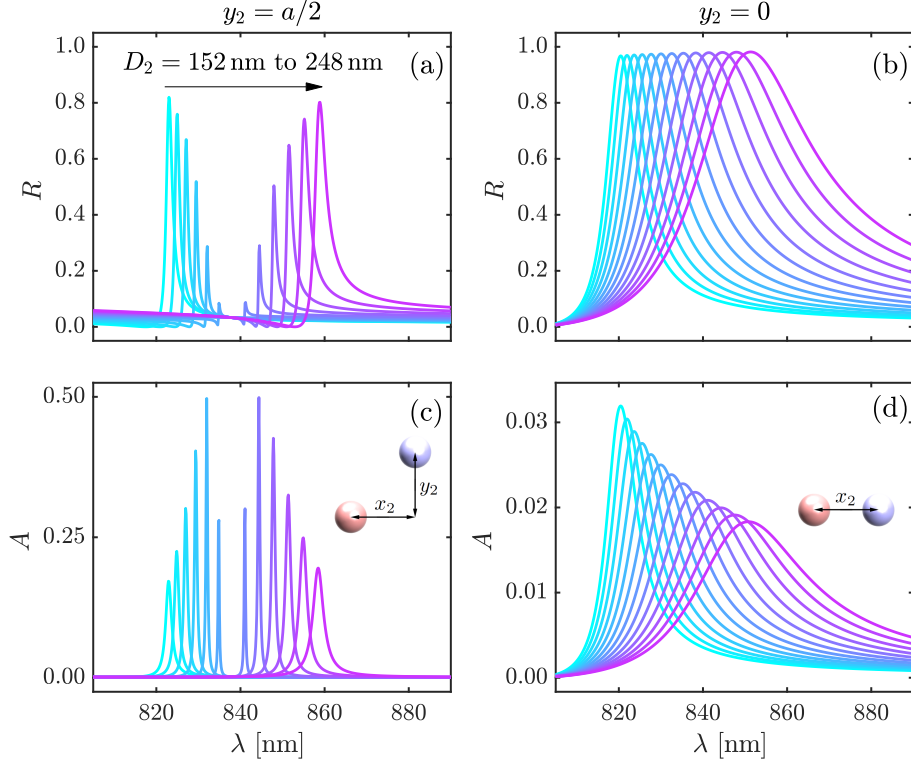 y₂ = a/2
y₂ = 0
D₂ = 152 nm to 248 nm
(a)
1.0
0.8
0.6
0.4
0.2
0.0
R
(b)
1.0
0.8
0.6
0.4
0.2
0.0
R
(c)
0.50
0.25
0.00
A
x₂
y₂
820
840
860
880
λ [nm]
(d)
0.03
0.02
0.01
0.00
A
x₂
820
840
860
880
λ [nm]